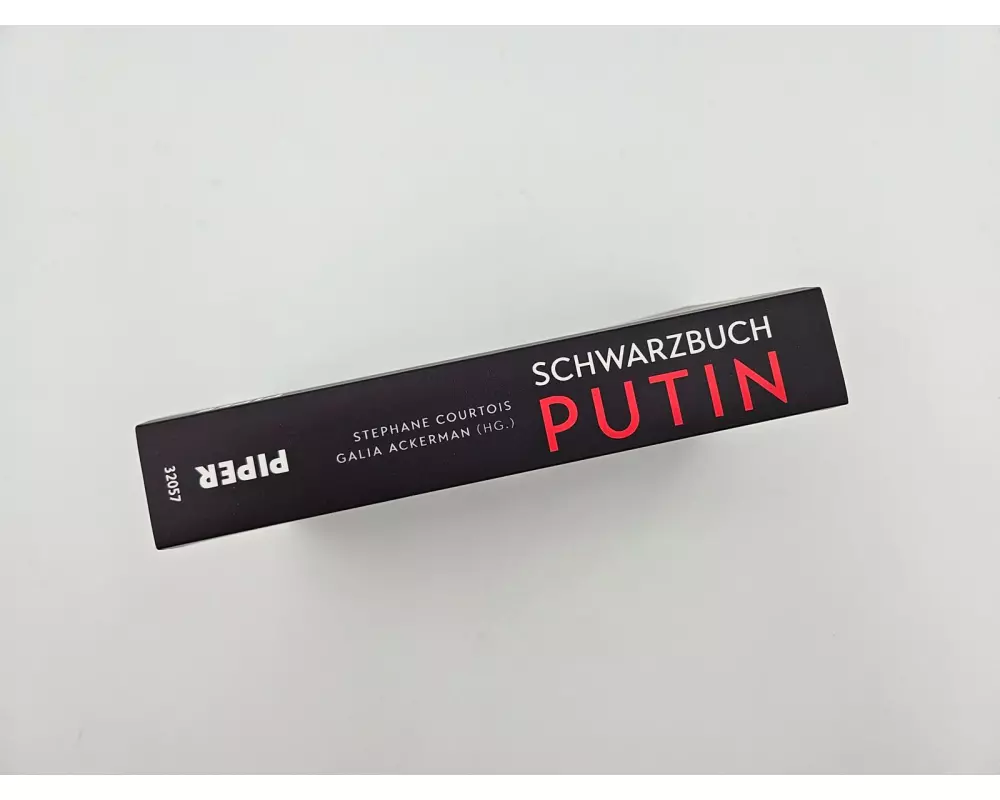 SCHWARZBUCH
PUTIN
STEPHANE COURTOIS
GALIA ACKERMAN (HG.)
PIPER
32057